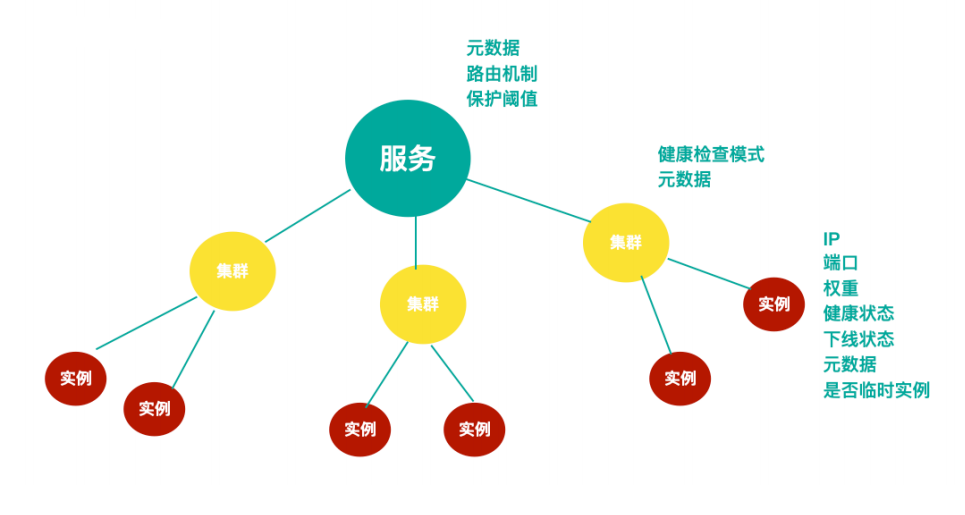 元数据
路由机制
保护阈值
服务
健康检查模式
元数据
集群
集群
集群
IP
端口
权重
健康状态
下线状态
元数据
是否临时实例
实例
实例
实例
实例
实例
实例